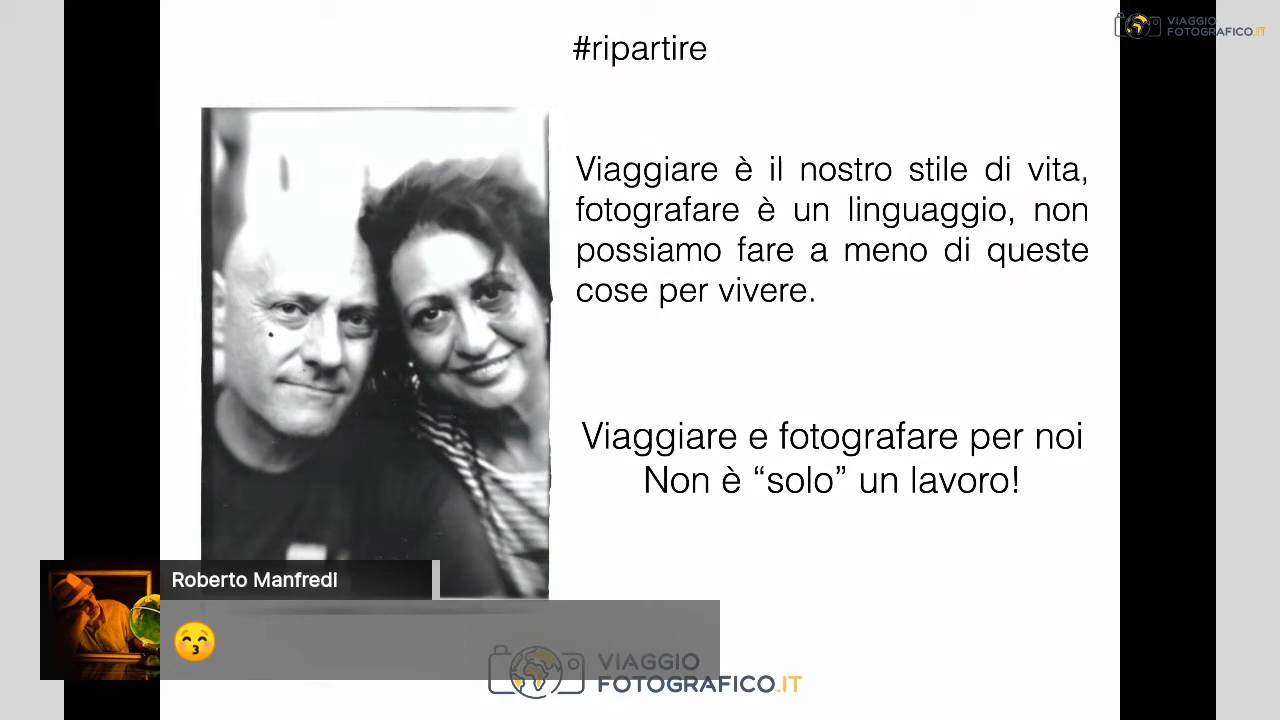 VIAGGIO
FOTOGRAFICO.IT
#ripartire
Viaggiare è il nostro stile di vita,
fotografare è un linguaggio, non
possiamo fare a meno di queste
cose per vivere.
Viaggiare e fotografare per noi
Non è “solo” un lavoro!
Roberto Manfredi
VIAGGIO
FOTOGRAFICO.IT